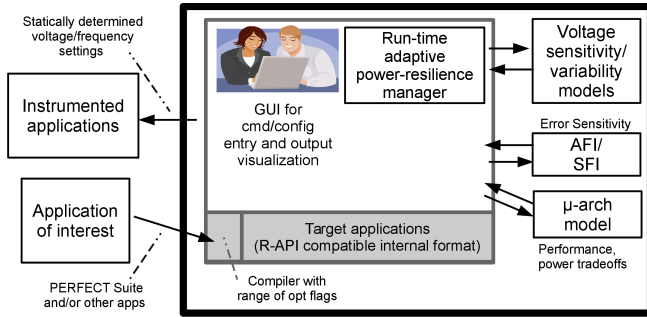 Statically determined
voltage/frequency
settings
Instrumented
applications
Application
of interest
PERFECT Suite
and/or other apps
GUI for
cmd/config
entry and output
visualization
Run-time
adaptive
power-resilience
manager
Target applications
(R-API compatible internal format)
Compiler with
range of opt flags
Voltage
sensitivity/
variability
models
Error Sensitivity
AFI/
SFI
μ-arch
model
Performance,
power tradeoffs